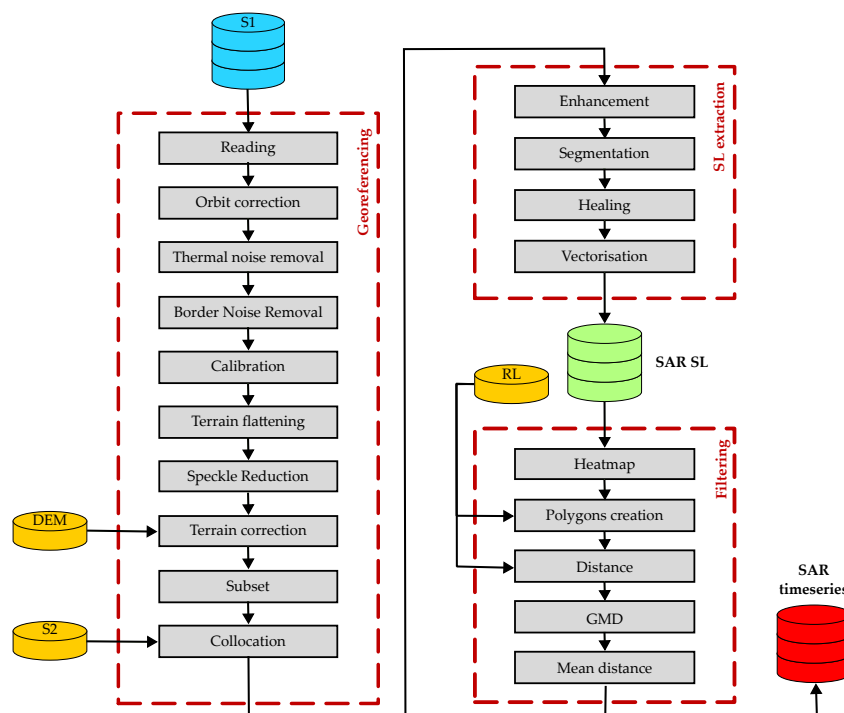 S1
Georeferencing
Reading
Orbit correction
Thermal noise removal
Border Noise Removal
Calibration
Terrain flattening
Speckle Reduction
DEM
Terrain correction
Subset
S2
Collocation
SL extraction
Enhancement
Segmentation
Healing
Vectorisation
SAR SL
RL
Filtering
Heatmap
Polygons creation
Distance
GMD
Mean distance
SAR
timeseries